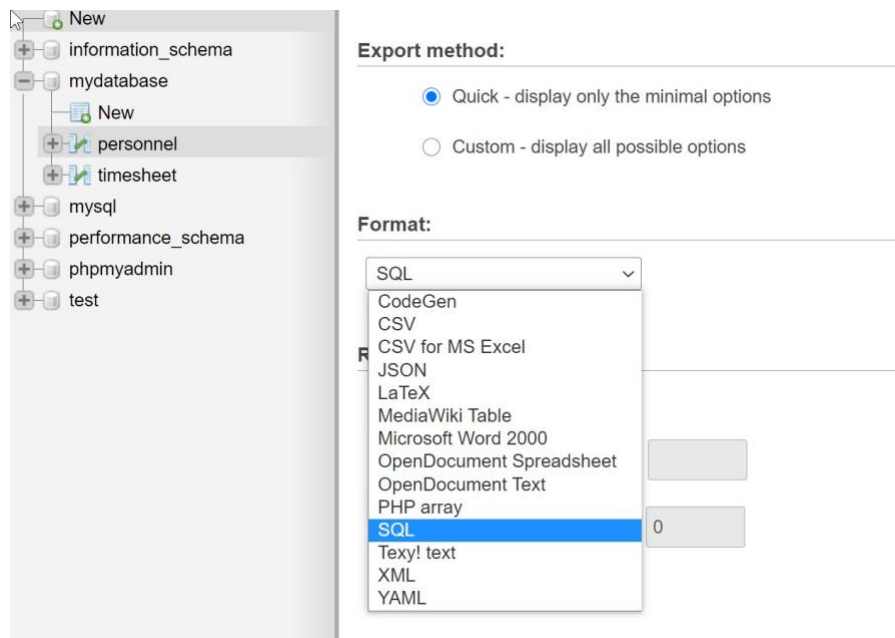 New
information_schema
mydatabase
New
personnel
timesheet
mysql
performance_schema
phpmyadmin
test
Export method:
Quick - display only the minimal options
Custom - display all possible options
Format:
SQL
CodeGen
CSV
CSV for MS Excel
R
JSON
LaTeX
MediaWiki Table
Microsoft Word 2000
OpenDocument Spreadsheet
OpenDocument Text
PHP array
SQL
0
Texy! text
XML
YAML